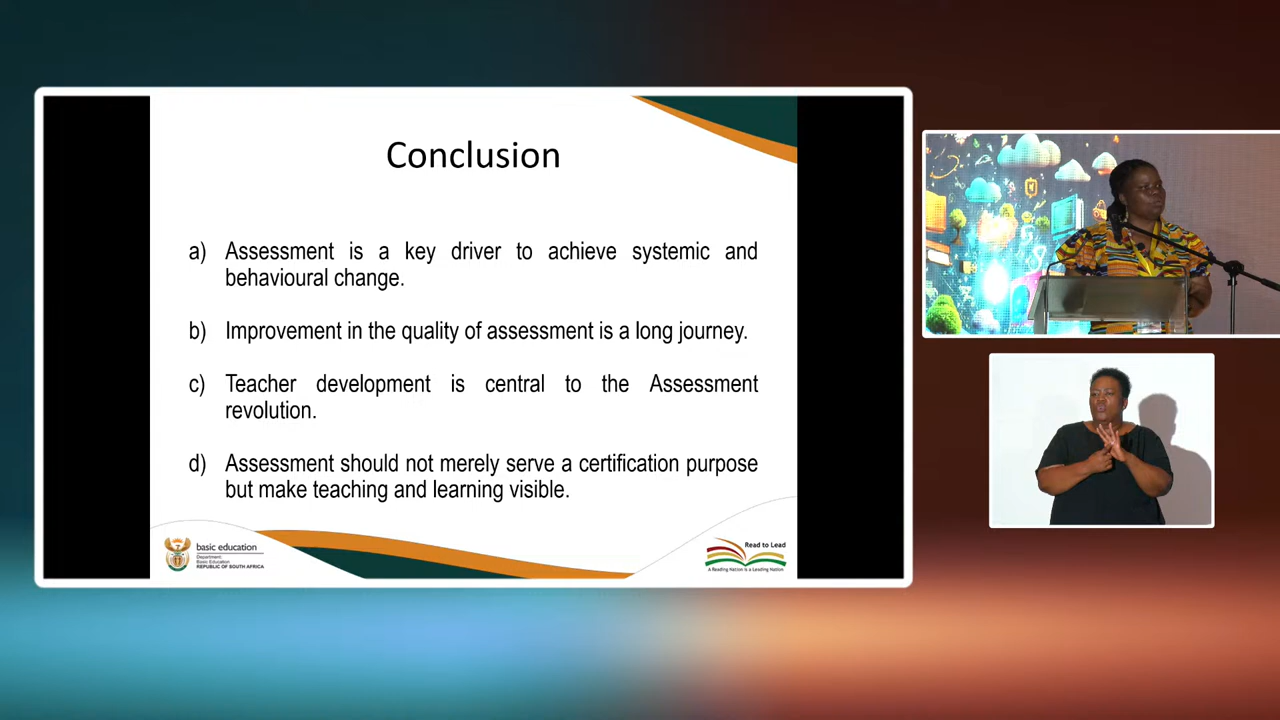 Conclusion
a) Assessment is a key driver to achieve systemic and
behavioural change.
b) Improvement in the quality of assessment is a long journey.
c) Teacher development is central to the Assessment
revolution.
d) Assessment should not merely serve a certification purpose
but make teaching and learning visible.
basic education
Department:
Basic Education
REPUBLIC OF SOUTH AFRICA
Read to Lead
A Reading Nation is a Leading Nation